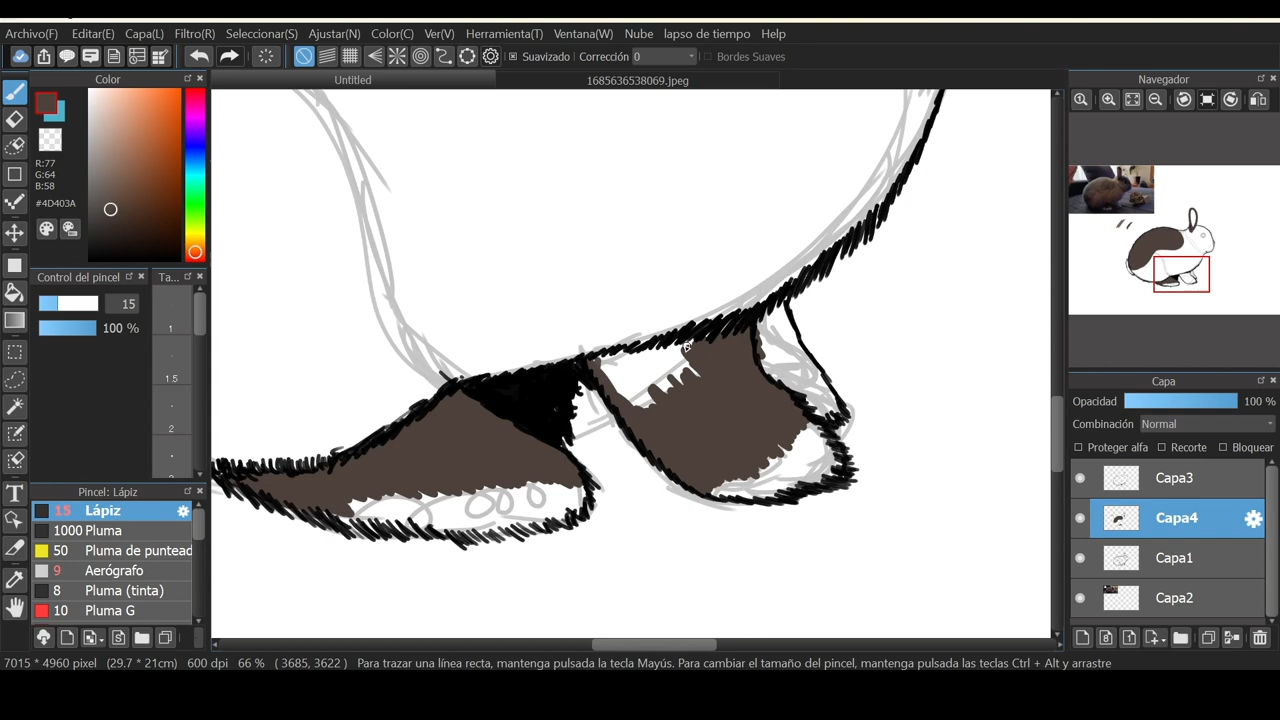 Archivo(F) Editar(E) Capa(L) Filtro(R) Seleccionar(S) Ajustar(N) Color(C) Ver(V) Herramienta(T) Ventana(W) Nube lapso de tiempo Help
Suavizado Corrección 0 Bordes Suaves
Color
Untitled
1685636538069.jpeg
Navegador
R:77
G:64
B:58
#4D403A
Control del pincel
Ta...
15
100 %
1
1.5
2
Pincel: Lápiz
15 Lápiz
1000 Pluma
50 Pluma de puntead
9 Aerógrafo
8 Pluma (tinta)
10 Pluma G
Capa
Opacidad 100 %
Combinación Normal
Proteger alfa Recorte Bloquear
Capa3
Capa4
Capa1
Capa2
7015 * 4960 pixel (29.7 * 21cm) 600 dpi 66 % ( 3685, 3622 ) Para trazar una línea recta, mantenga pulsada la tecla Mayús. Para cambiar el tamaño del pincel, mantenga pulsadas las teclas Ctrl + Alt y arrastre